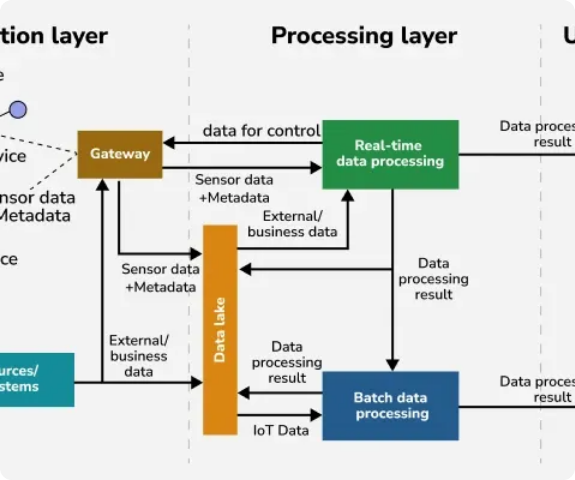 tion layer
Processing layer
U
e
vice
nsor data
Metadata
ce
Gateway
data for control
Sensor data
+Metadata
Real-time
data processing
Data proces
result
External/
business data
Sensor data
+Metadata
Data lake
Data
processing
result
External/
business
data
urces/
stems
Data
processing
result
IoT Data
Batch data
processing
Data proces
result